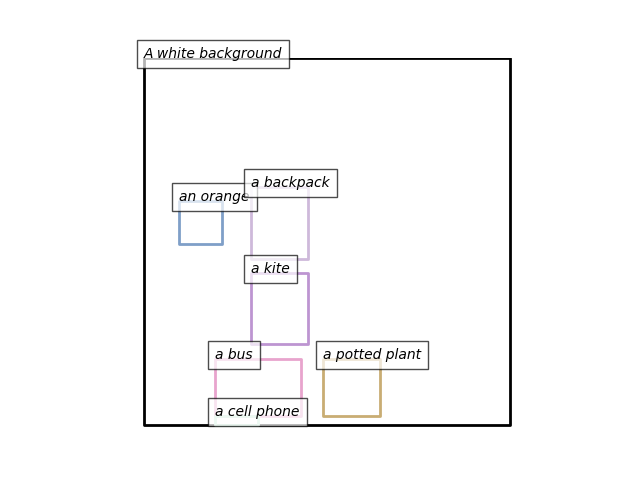 A white background
a backpack
an orange
a kite
a bus
a potted plant
a cell phone